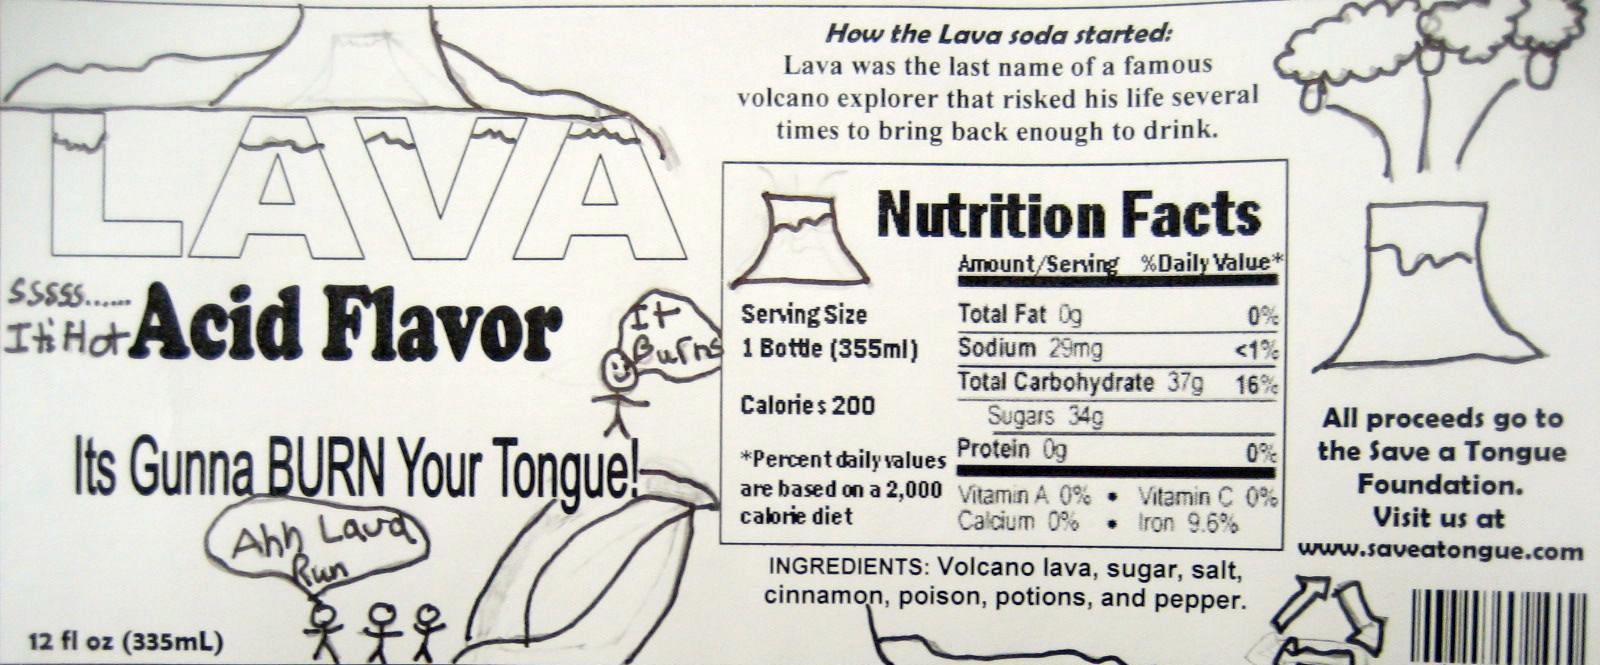 LAVA
sssss......
It's Hot
Acid Flavor
It
Burns
Its Gunna BURN Your Tongue!
Ahh Lava
Run
12 fl oz (335mL)
How the Lava soda started:
Lava was the last name of a famous
volcano explorer that risked his life several
times to bring back enough to drink.
Nutrition Facts
Amount/Serving %Daily Value*
Serving Size
1 Bottle (355ml)
Calories 200
*Percent daily values
are based on a 2,000
calorie diet
Total Fat 0g 0%
Sodium 29mg <1%
Total Carbohydrate 37g 16%
Sugars 34g
Protein 0g 0%
Vitamin A 0% • Vitamin C 0%
Calcium 0% • Iron 9.6%
INGREDIENTS: Volcano lava, sugar, salt,
cinnamon, poison, potions, and pepper.
All proceeds go to
the Save a Tongue
Foundation.
Visit us at
www.saveatongue.com